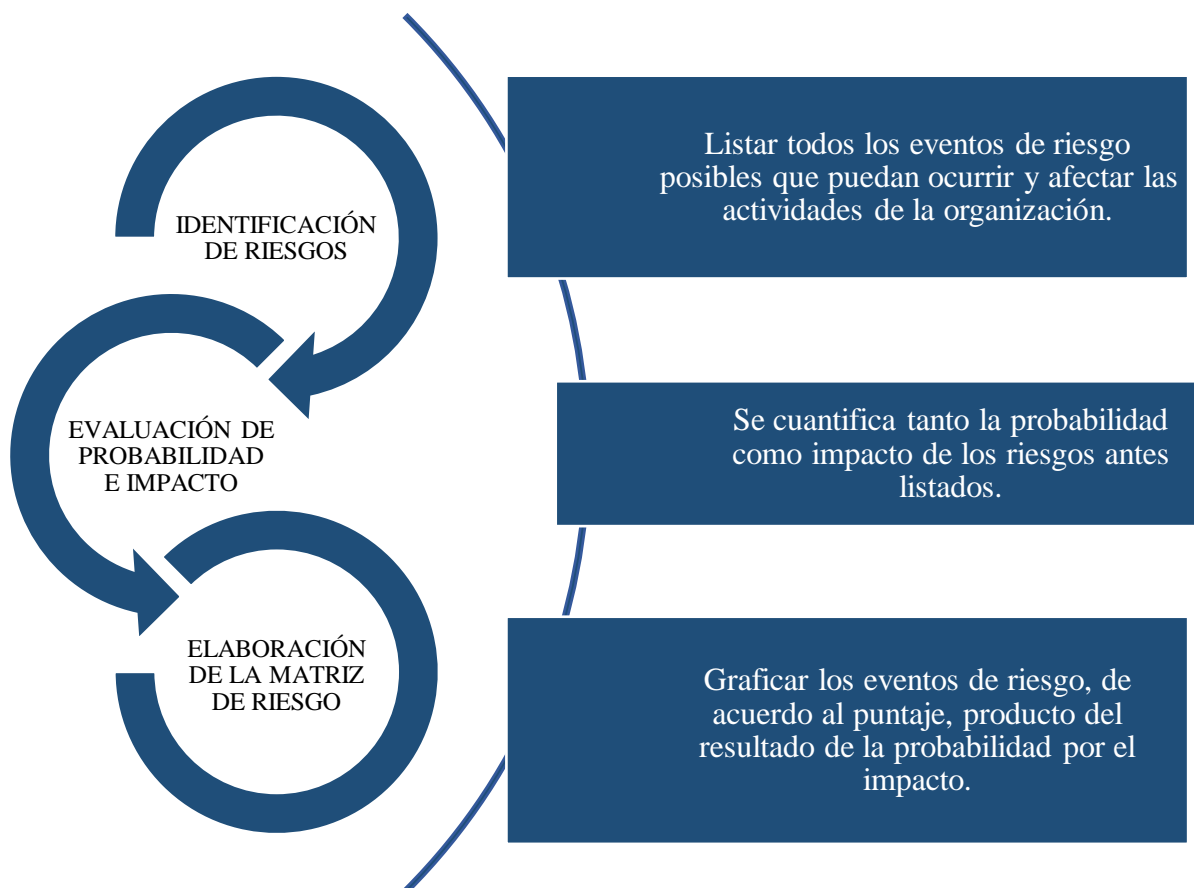 IDENTIFICACIÓN
DE RIESGOS
Listar todos los eventos de riesgo
posibles que puedan ocurrir y afectar las
actividades de la organización.
EVALUACIÓN DE
PROBABILIDAD
E IMPACTO
Se cuantifica tanto la probabilidad
como impacto de los riesgos antes
listados.
ELABORACIÓN
DE LA MATRIZ
DE RIESGO
Graficar los eventos de riesgo, de
acuerdo al puntaje, producto del
resultado de la probabilidad por el
impacto.